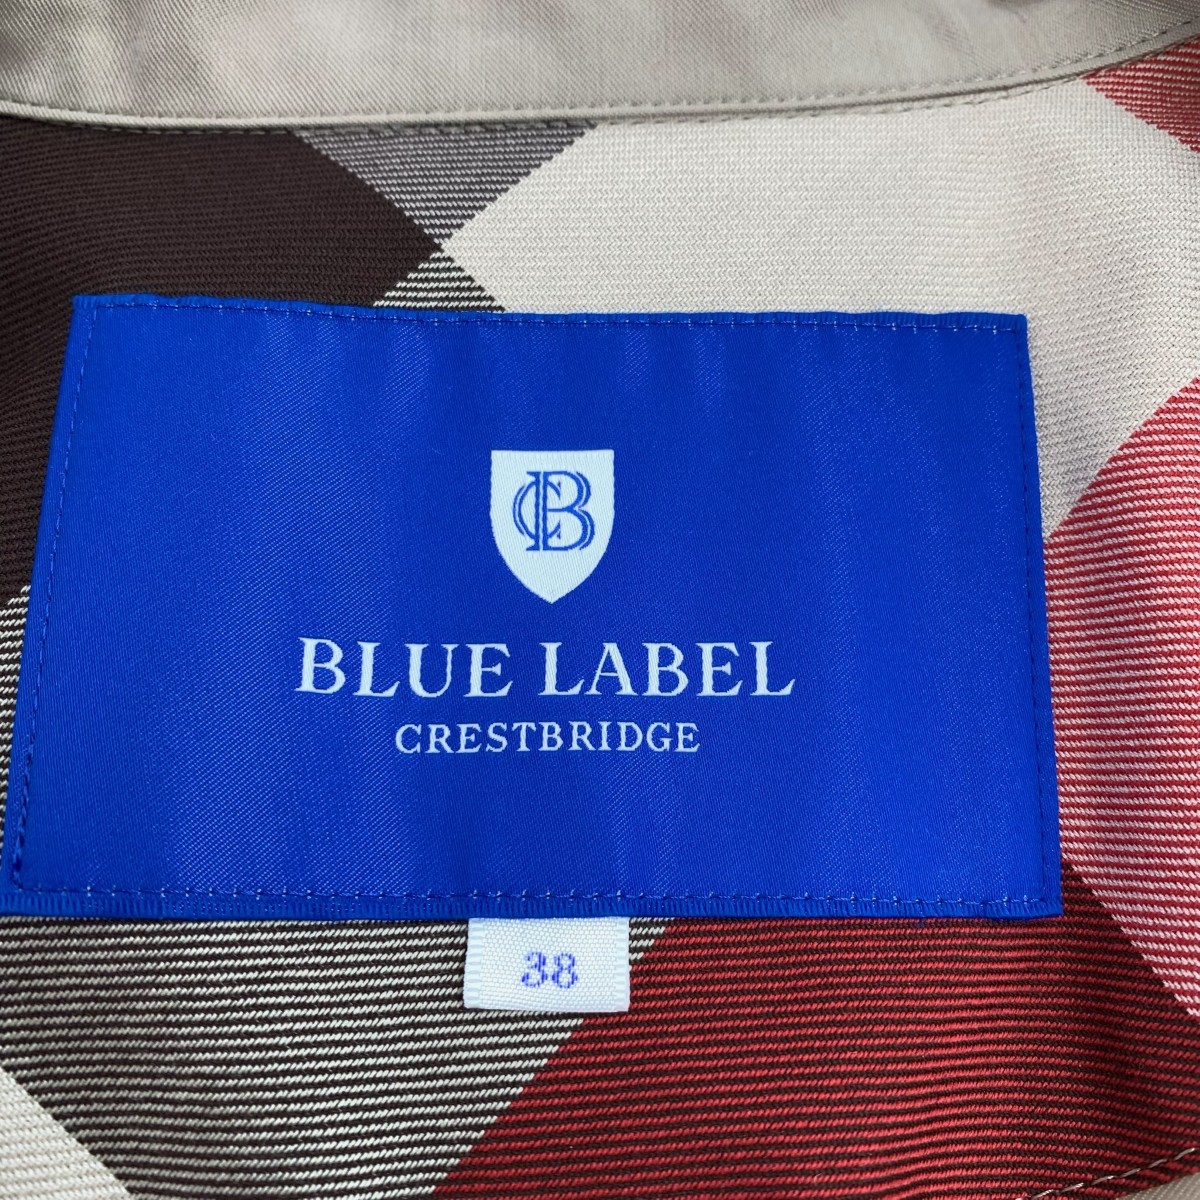 CB
BLUE LABEL
CRESTBRIDGE
38